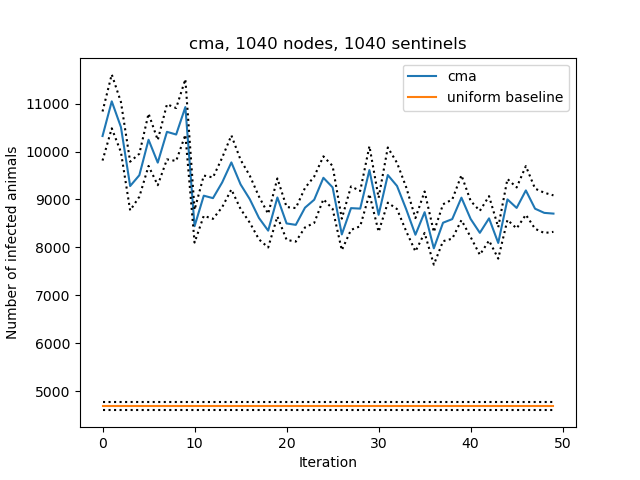 cma, 1040 nodes, 1040 sentinels
cma
uniform baseline
Number of infected animals
11000
10000
9000
8000
7000
6000
5000
0 10 20 30 40 50
Iteration